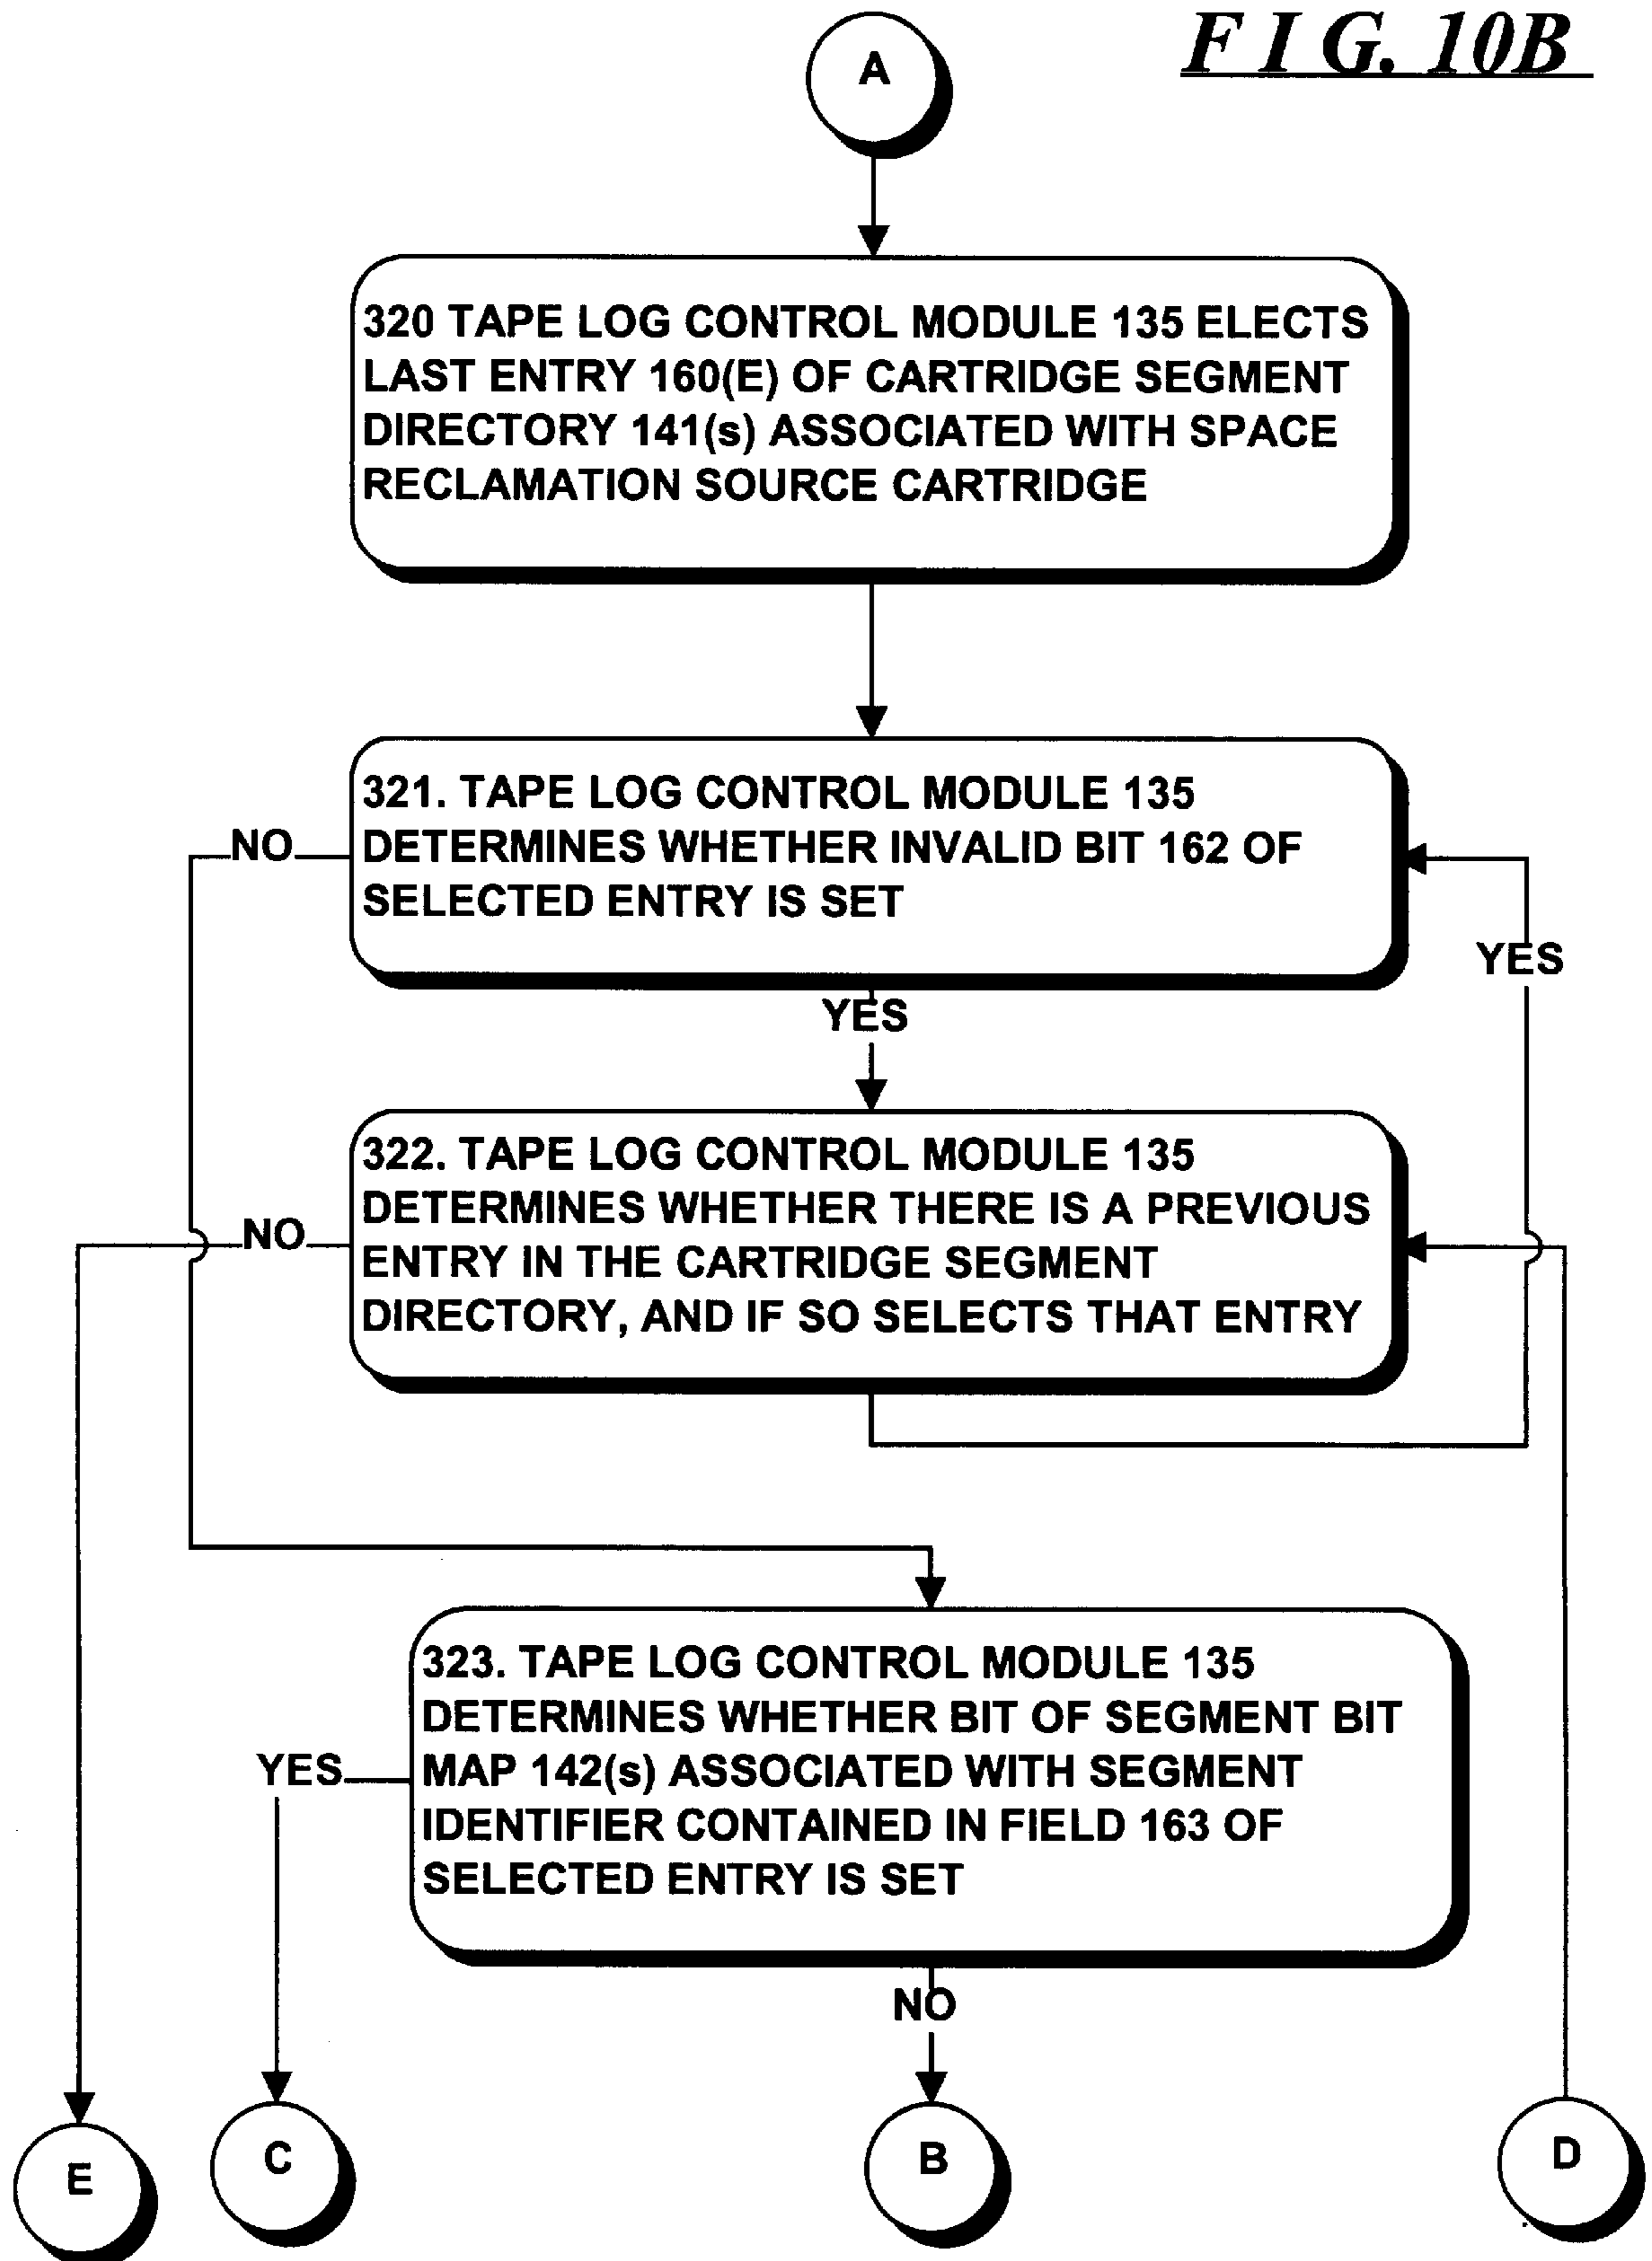 F I G. 10B
A
320 TAPE LOG CONTROL MODULE 135 ELECTS
LAST ENTRY 160(E) OF CARTRIDGE SEGMENT
DIRECTORY 141(s) ASSOCIATED WITH SPACE
RECLAMATION SOURCE CARTRIDGE
321. TAPE LOG CONTROL MODULE 135
DETERMINES WHETHER INVALID BIT 162 OF
SELECTED ENTRY IS SET
NO
YES
YES
322. TAPE LOG CONTROL MODULE 135
DETERMINES WHETHER THERE IS A PREVIOUS
ENTRY IN THE CARTRIDGE SEGMENT
DIRECTORY, AND IF SO SELECTS THAT ENTRY
NO
323. TAPE LOG CONTROL MODULE 135
DETERMINES WHETHER BIT OF SEGMENT BIT
MAP 142(s) ASSOCIATED WITH SEGMENT
IDENTIFIER CONTAINED IN FIELD 163 OF
SELECTED ENTRY IS SET
YES
NO
E
C
B
D